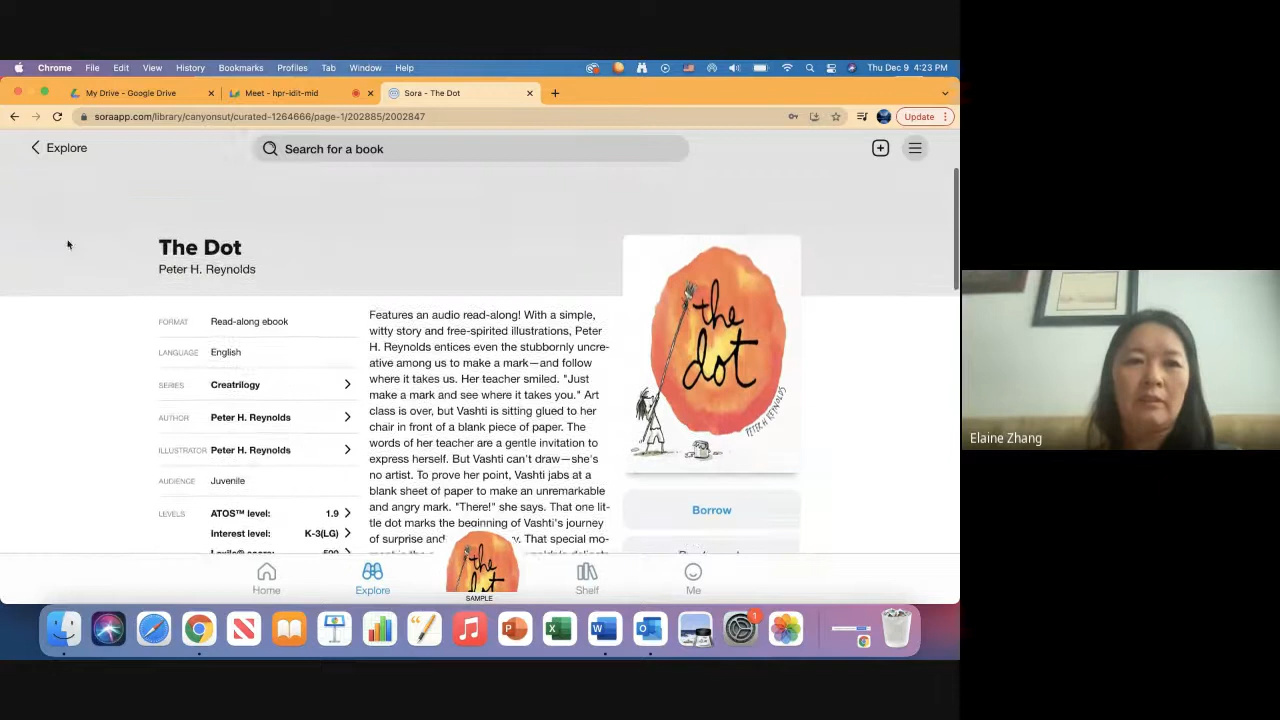 Chrome File Edit View History Bookmarks Profiles Tab Window Help Thu Dec 9 4:23 PM
My Drive - Google Drive Meet - hpr-idit-mid Sora - The Dot
soraapp.com/library/canyonsut/curated-1264666/page-1/202885/2002847 Update
Explore Search for a book
The Dot
Peter H. Reynolds
FORMAT Read-along ebook
LANGUAGE English
SERIES Creatrilogy
AUTHOR Peter H. Reynolds
ILLUSTRATOR Peter H. Reynolds
AUDIENCE Juvenile
LEVELS ATOS™ level: 1.9
Interest level: K-3(LG)
Features an audio read-along! With a simple,
witty story and free-spirited illustrations, Peter
H. Reynolds entices even the stubbornly uncre-
ative among us to make a mark—and follow
where it takes us. Her teacher smiled. "Just
make a mark and see where it takes you." Art
class is over, but Vashti is sitting glued to her
chair in front of a blank piece of paper. The
words of her teacher are a gentle invitation to
express herself. But Vashti can't draw—she's
no artist. To prove her point, Vashti jabs at a
blank sheet of paper to make an unremarkable
and angry mark. "There!" she says. That one lit-
tle dot marks the beginning of Vashti's journey
of surprise and That special mo-
the
dot
PETER H. REYNOLDS
Borrow
the
dot
SAMPLE
Home Explore Shelf Me
1
Elaine Zhang